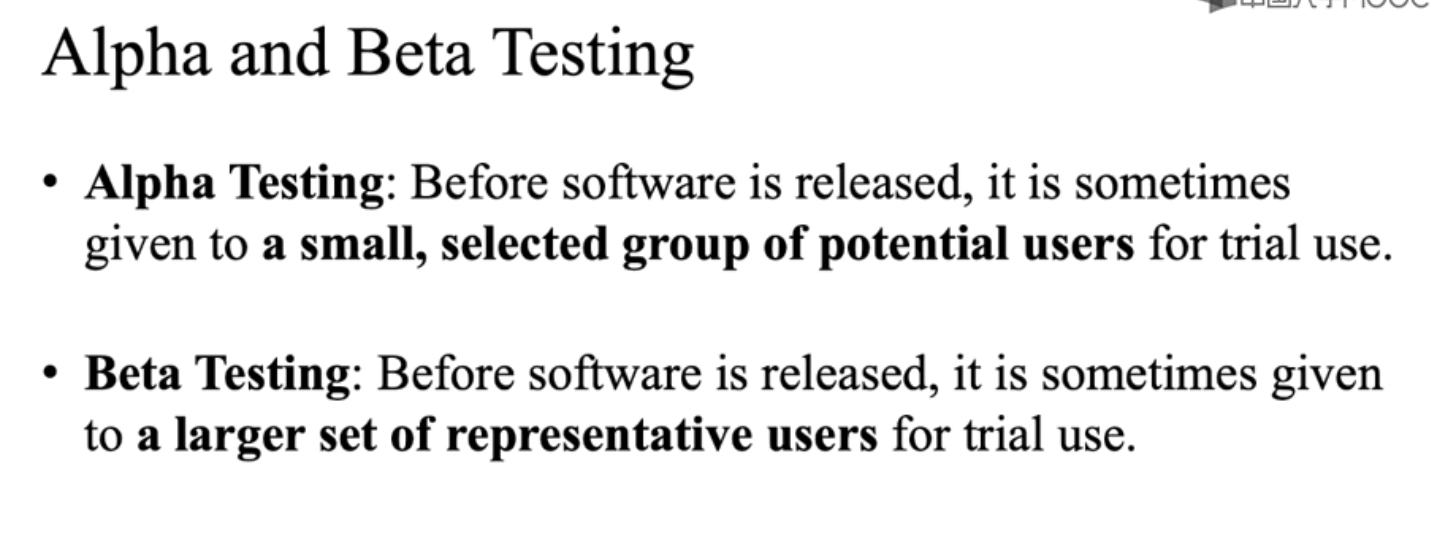 Alpha and Beta Testing
• Alpha Testing: Before software is released, it is sometimes
given to a small, selected group of potential users for trial use.
• Beta Testing: Before software is released, it is sometimes given
to a larger set of representative users for trial use.